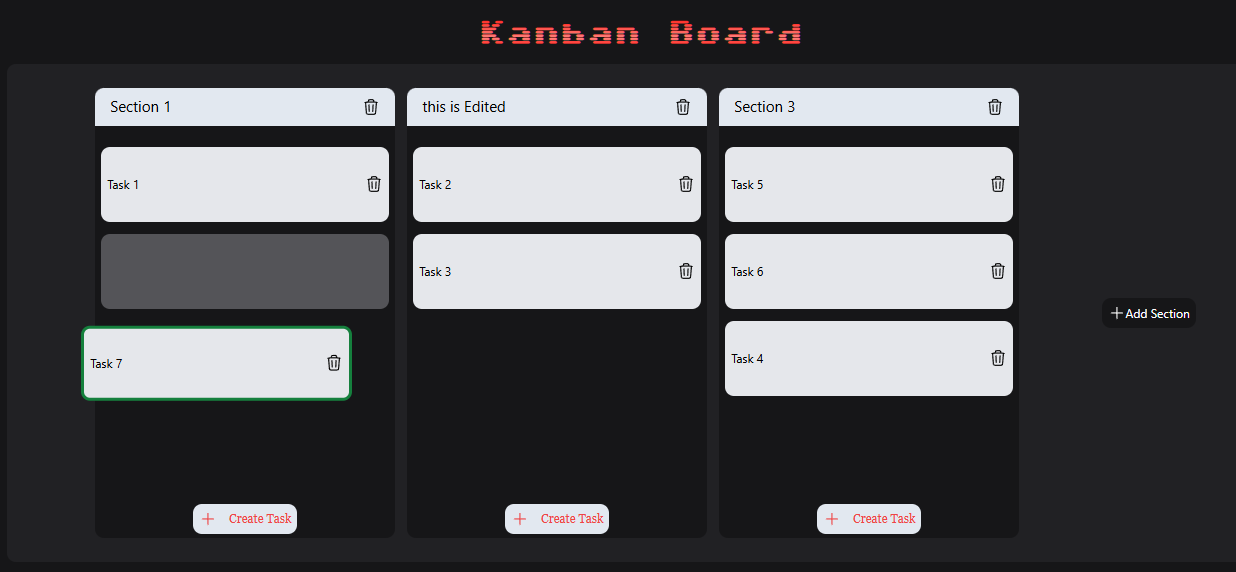 Kanban Board
Section 1
this is Edited
Section 3
Task 1
Task 2
Task 5
Task 3
Task 6
Add Section
Task 7
Task 4
Create Task
Create Task
Create Task